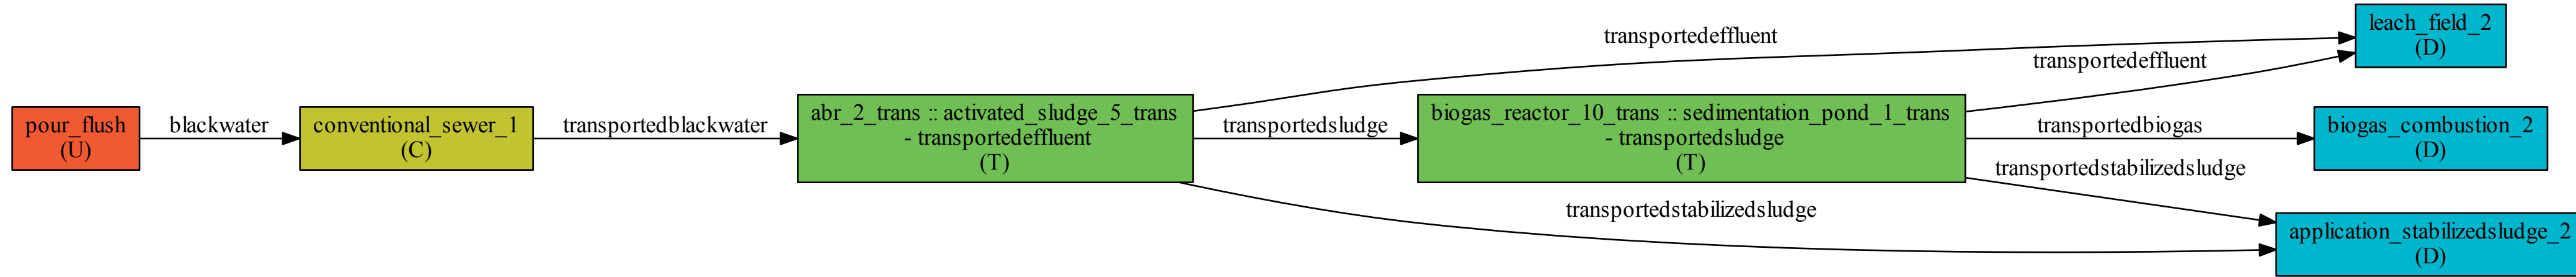 pour_flush
(U)
blackwater
conventional_sewer_1
(C)
transportedblackwater
abr_2_trans :: activated_sludge_5_trans
- transportedeffluent
(T)
transportedeffluent
transportedsludge
transportedstabilizedsludge
biogas_reactor_10_trans :: sedimentation_pond_1_trans
- transportedsludge
(T)
transportedeffluent
transportedbiogas
transportedstabilizedsludge
leach_field_2
(D)
biogas_combustion_2
(D)
application_stabilizedsludge_2
(D)